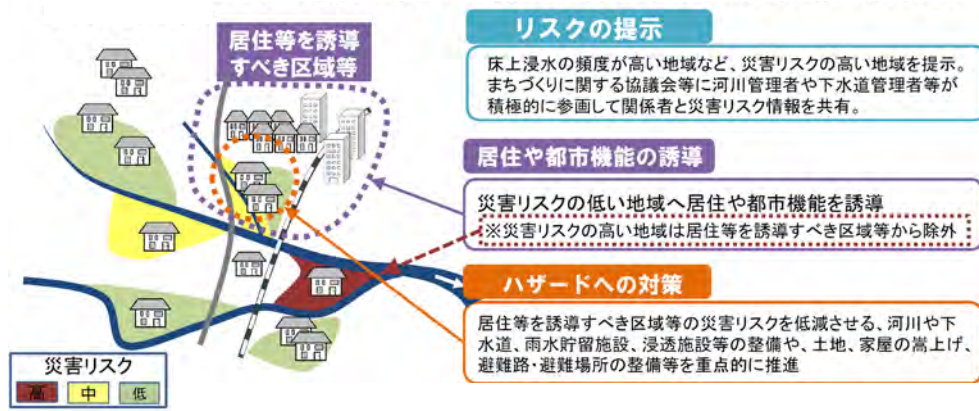 居住等を誘導
すべき区域等
リスクの提示
床上浸水の頻度が高い地域など、災害リスクの高い地域を提示。
まちづくりに関する協議会等に河川管理者や下水道管理者等が
積極的に参画して関係者と災害リスク情報を共有。
居住や都市機能の誘導
災害リスクの低い地域へ居住や都市機能を誘導
※災害リスクの高い地域は居住等を誘導すべき区域等から除外
ハザードへの対策
居住等を誘導すべき区域等の災害リスクを低減させる、河川や下
水道、雨水貯留施設、浸透施設等の整備や、土地、家屋の嵩上げ、
避難路・避難場所の整備等を重点的に推進
災害リスク
高 中 低